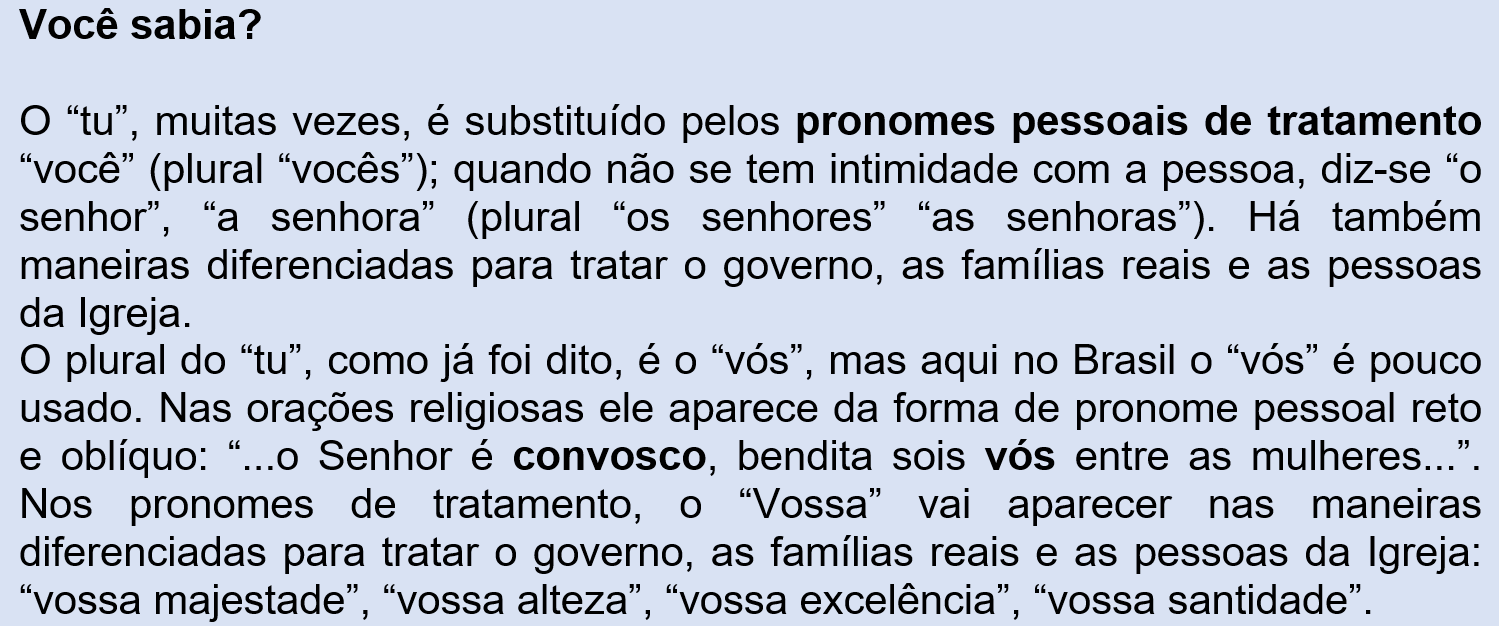 Você sabia?
O “tu”, muitas vezes, é substituído pelos pronomes pessoais de tratamento
“você” (plural “vocês”); quando não se tem intimidade com a pessoa, diz-se “o
senhor”, “a senhora” (plural “os senhores” “as senhoras”). Há também
maneiras diferenciadas para tratar o governo, as famílias reais e as pessoas
da Igreja.
O plural do “tu”, como já foi dito, é o “vós”, mas aqui no Brasil o “vós” é pouco
usado. Nas orações religiosas ele aparece da forma de pronome pessoal reto
e oblíquo: “...o Senhor é convosco, bendita sois vós entre as mulheres...”.
Nos pronomes de tratamento, o “Vossa” vai aparecer nas maneiras
diferenciadas para tratar o governo, as famílias reais e as pessoas da Igreja:
“vossa majestade”, “vossa alteza”, “vossa excelência”, “vossa santidade”.